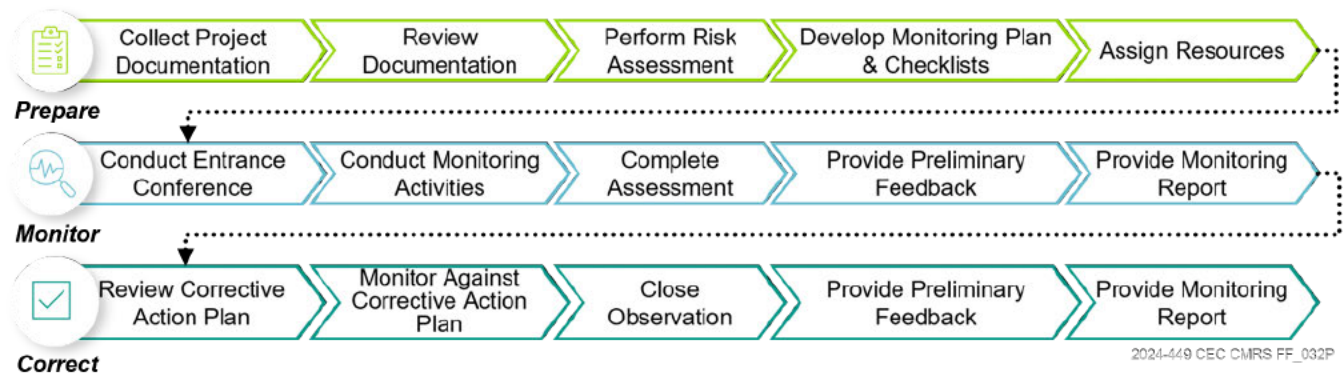 Collect Project
Documentation
Review
Documentation
Perform Risk
Assessment
Develop Monitoring Plan
& Checklists
Assign Resources
Prepare
Conduct Entrance
Conference
Conduct Monitoring
Activities
Complete
Assessment
Provide Preliminary
Feedback
Provide Monitoring
Report
Monitor
Review Corrective
Action Plan
Monitor Against
Corrective Action
Plan
Close
Observation
Provide Preliminary
Feedback
Provide Monitoring
Report
Correct
2024-449 CEC CMRS FF_032P